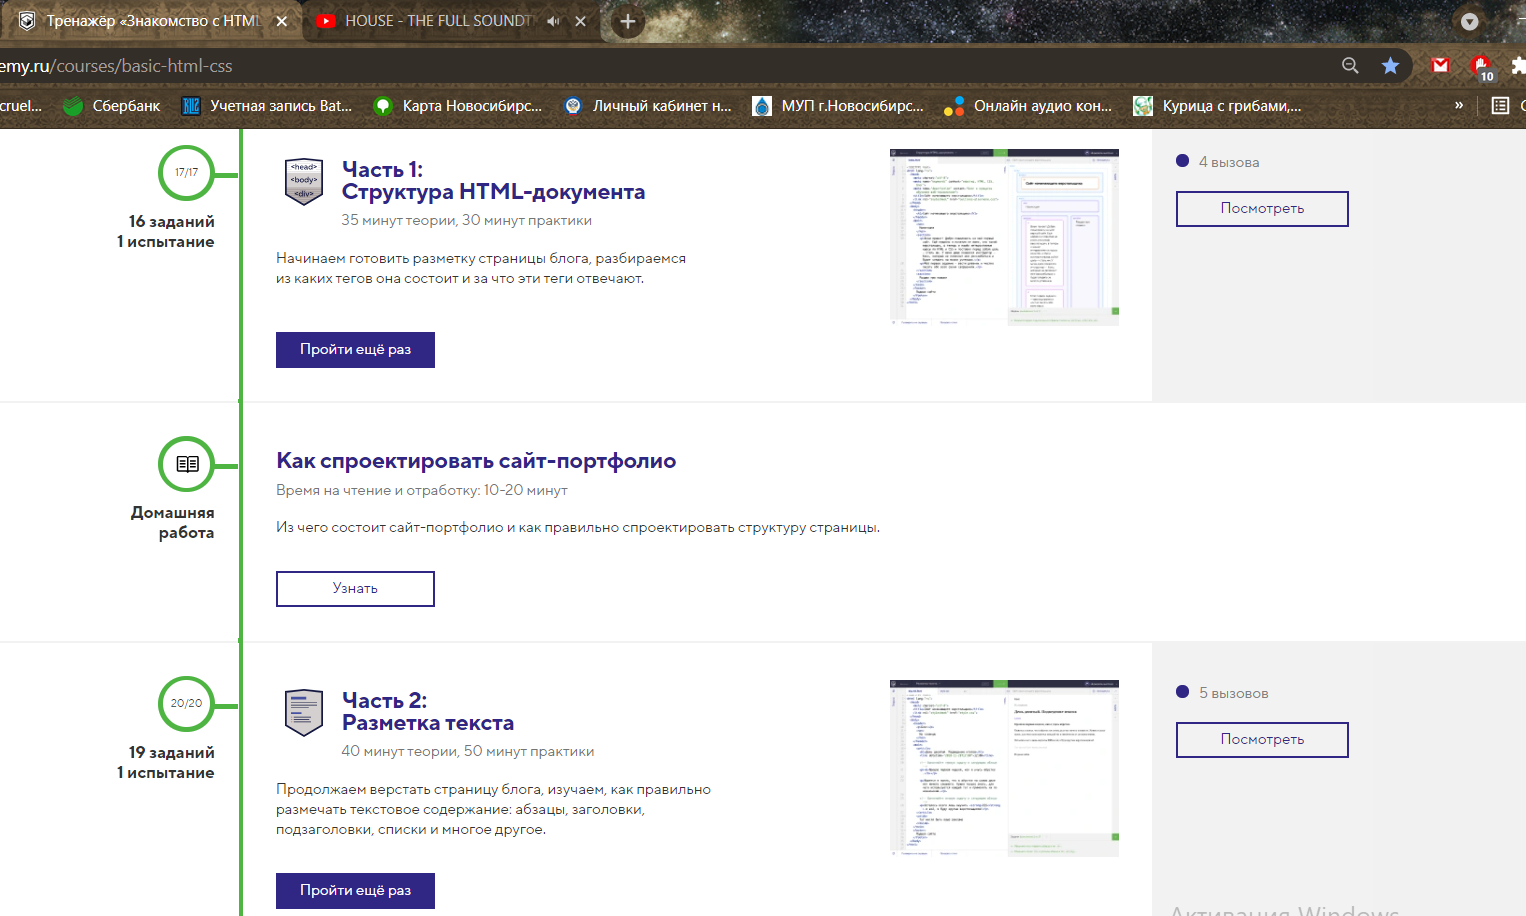 Тренажёр «Знакомство с HTML
HOUSE - THE FULL SOUNDT
emy.ru/courses/basic-html-css
10
cruel...
Сбербанк
Учетная запись Bat...
Карта Новосибирс...
Личный кабинет н...
МУП г.Новосибирс...
Онлайн аудио кон...
Курица с грибами,...
»
17/17
16 заданий
1 испытание
<head>
<body>
<div>
Часть 1:
Структура HTML-документа
35 минут теории, 30 минут практики
Начинаем готовить разметку страницы блога, разбираемся
из каких тегов она состоит и за что эти теги отвечают.
Пройти ещё раз
4 вызова
Посмотреть
Домашняя
работа
Как спроектировать сайт-портфолио
Время на чтение и отработку: 10-20 минут
Из чего состоит сайт-портфолио и как правильно спроектировать структуру страницы.
Узнать
20/20
19 заданий
1 испытание
Часть 2:
Разметка текста
40 минут теории, 50 минут практики
Продолжаем верстать страницу блога, изучаем, как правильно
размечать текстовое содержание: абзацы, заголовки,
подзаголовки, списки и многое другое.
Пройти ещё раз
5 вызовов
Посмотреть
Активация Windows